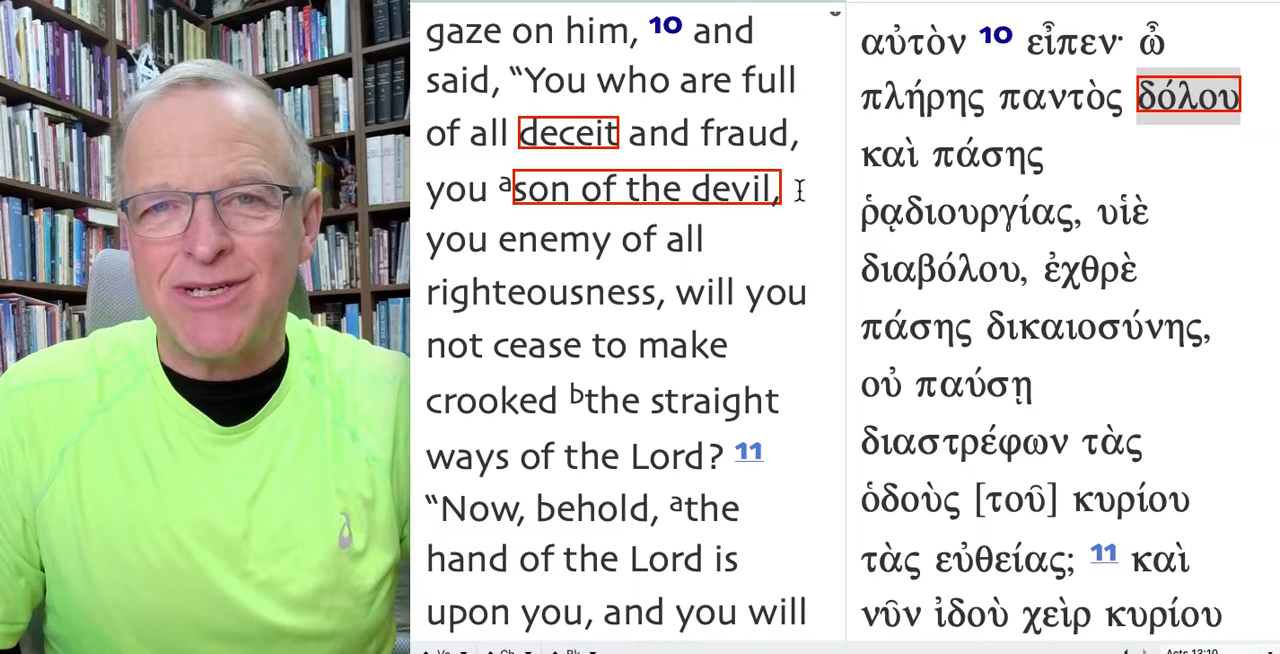 gaze on him, 10 and
said, “You who are full
of all deceit and fraud,
you ason of the devil,
you enemy of all
righteousness, will you
not cease to make
crooked bthe straight
ways of the Lord? 11
“Now, behold, athe
hand of the Lord is
upon you, and you will
αὐτὸν 10 εἶπεν· ὦ
πλήρης παντὸς δόλου
καὶ πάσης
ῥᾳδιουργίας, υἱὲ
διαβόλου, ἐχθρὲ
πάσης δικαιοσύνης,
οὐ παύσῃ
διαστρέφων τὰς
ὁδοὺς [τοῦ] κυρίου
τὰς εὐθείας; 11 καὶ
νῦν ἰδοὺ χεὶρ κυρίου